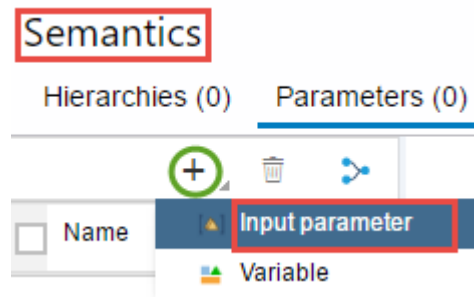 Semantics
Hierarchies (0) Parameters (0)
Name
Input parameter
Variable